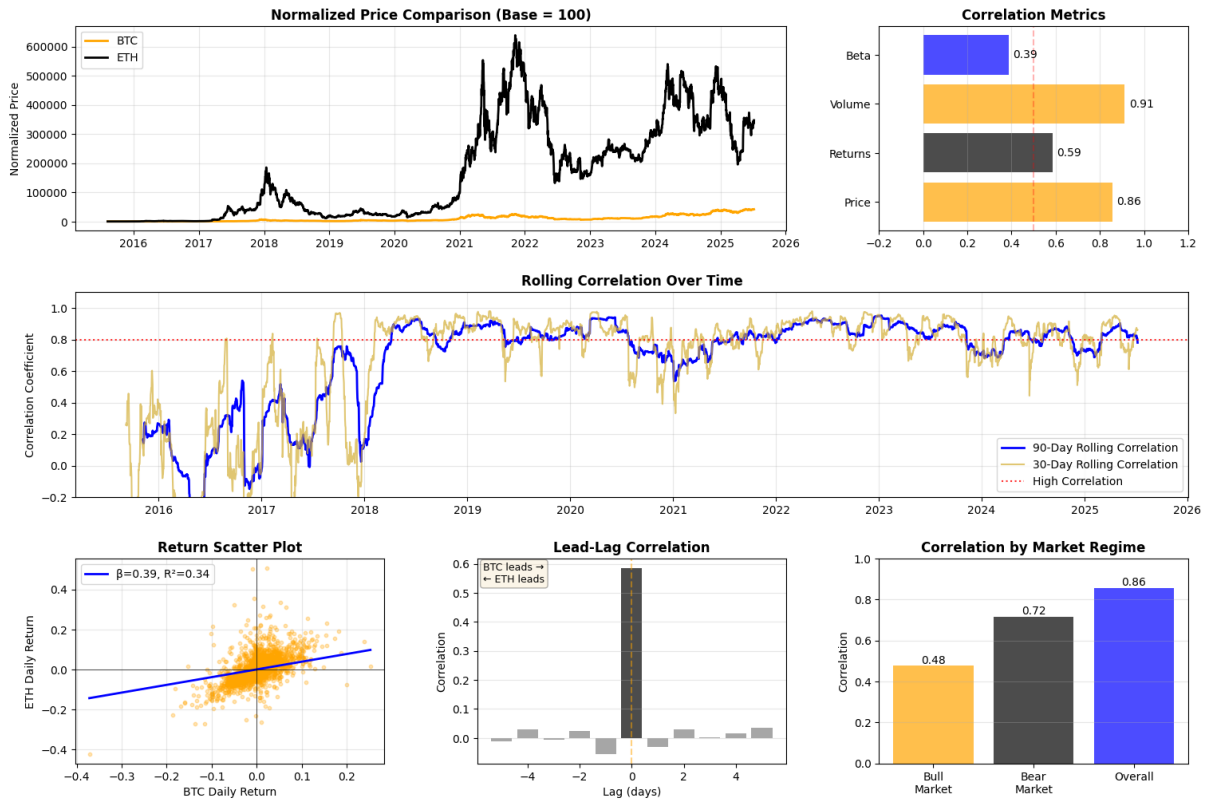 Normalized Price Comparison (Base = 100)
BTC
ETH
Normalized Price
600000
500000
400000
300000
200000
100000
0
2016 2017 2018 2019 2020 2021 2022 2023 2024 2025 2026
Correlation Metrics
Beta
Volume
Returns
Price
0.39
0.91
0.59
0.86
−0.2 0.0 0.2 0.4 0.6 0.8 1.0 1.2
Rolling Correlation Over Time
Correlation Coefficient
1.0
0.8
0.6
0.4
0.2
0.0
−0.2
90-Day Rolling Correlation
30-Day Rolling Correlation
High Correlation
2016 2017 2018 2019 2020 2021 2022 2023 2024 2025 2026
Return Scatter Plot
β=0.39, R²=0.34
ETH Daily Return
0.4
0.2
0.0
−0.2
−0.4
−0.4 −0.3 −0.2 −0.1 0.0 0.1 0.2
BTC Daily Return
Lead-Lag Correlation
BTC leads →
← ETH leads
Correlation
0.6
0.5
0.4
0.3
0.2
0.1
0.0
−4 −2 0 2 4
Lag (days)
Correlation by Market Regime
Correlation
1.0
0.8
0.6
0.4
0.2
0.0
0.48
0.72
0.86
Bull
Market
Bear
Market
Overall